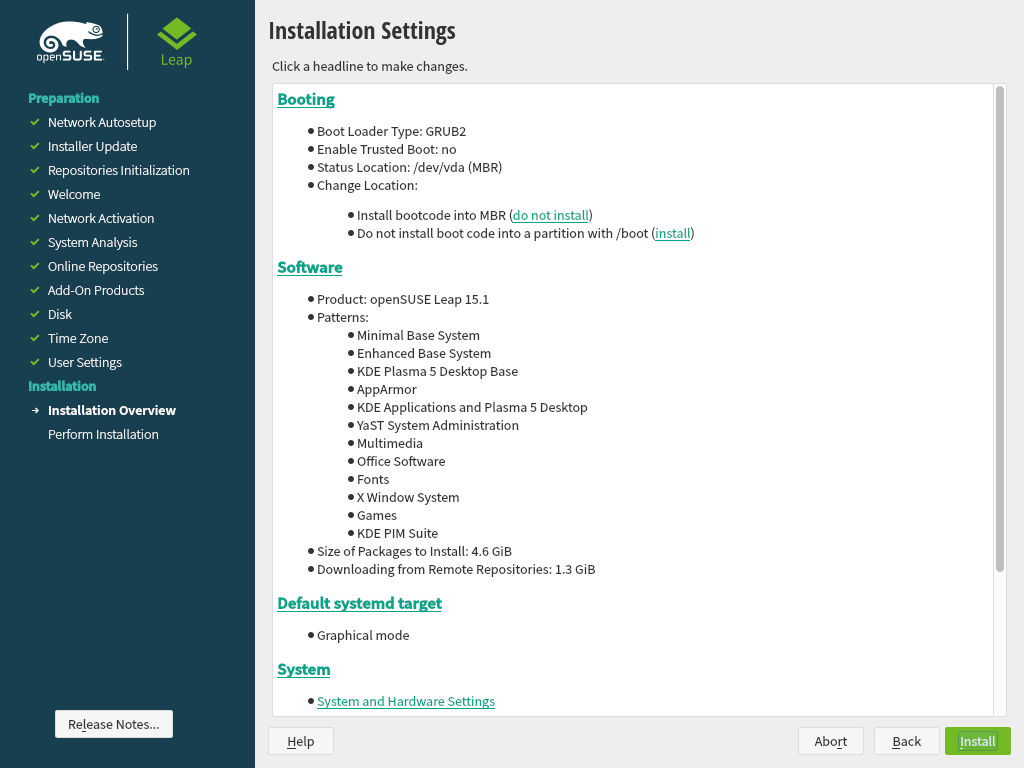 openSUSE
Leap
Preparation
Network Autosetup
Installer Update
Repositories Initialization
Welcome
Network Activation
System Analysis
Online Repositories
Add-On Products
Disk
Time Zone
User Settings
Installation
Installation Overview
Perform Installation
Release Notes...
Installation Settings
Click a headline to make changes.
Booting
Boot Loader Type: GRUB2
Enable Trusted Boot: no
Status Location: /dev/vda (MBR)
Change Location:
Install bootcode into MBR (do not install)
Do not install boot code into a partition with /boot (install)
Software
Product: openSUSE Leap 15.1
Patterns:
Minimal Base System
Enhanced Base System
KDE Plasma 5 Desktop Base
AppArmor
KDE Applications and Plasma 5 Desktop
YaST System Administration
Multimedia
Office Software
Fonts
X Window System
Games
KDE PIM Suite
Size of Packages to Install: 4.6 GiB
Downloading from Remote Repositories: 1.3 GiB
Default systemd target
Graphical mode
System
System and Hardware Settings
Help
Abort
Back
Install